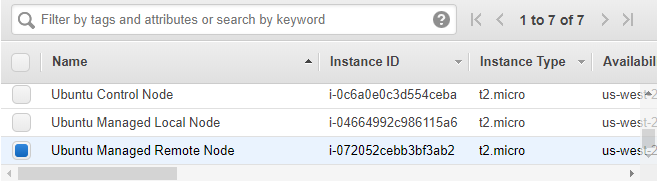 Filter by tags and attributes or search by keyword ? 1 to 7 of 7
Name Instance ID Instance Type Availabil
Ubuntu Control Node i-0c6a0e0c3d554ceba t2.micro us-west-2
Ubuntu Managed Local Node i-04664992c986115a6 t2.micro us-west-2
Ubuntu Managed Remote Node i-072052cebb3bf3ab2 t2.micro us-west-2